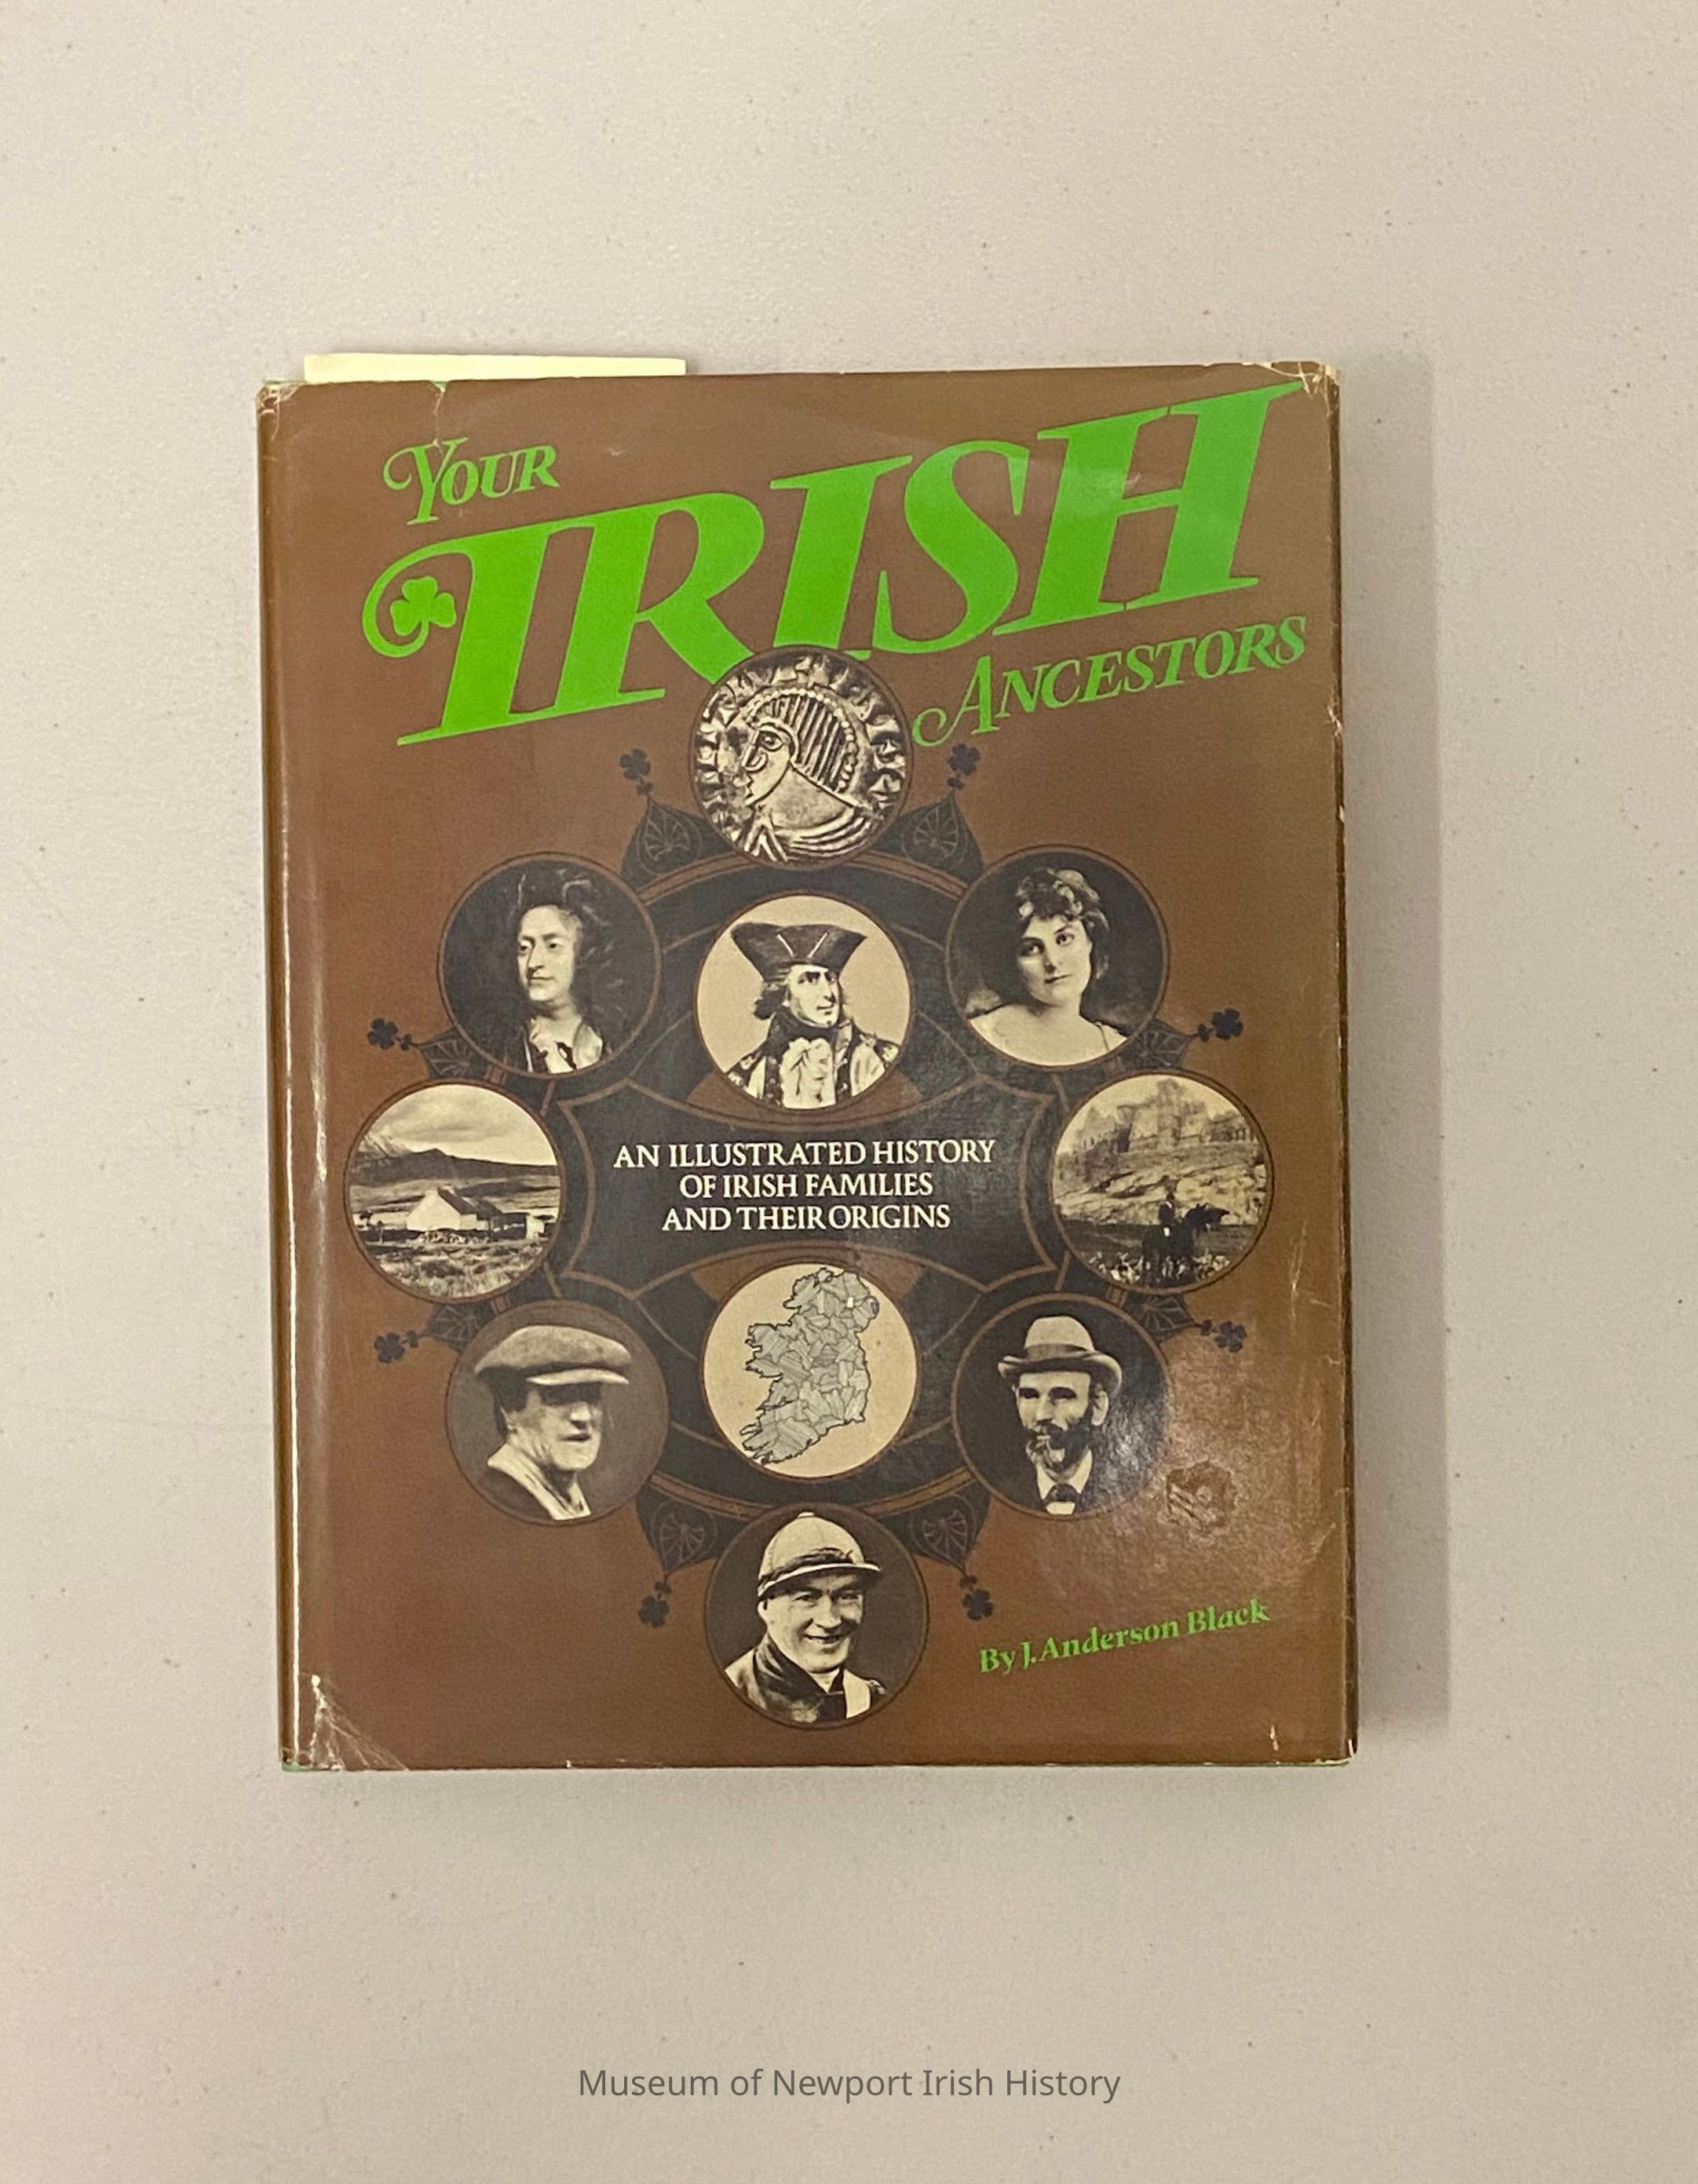 YOUR
IRISH
ANCESTORS
AN ILLUSTRATED HISTORY
OF IRISH FAMILIES
AND THEIR ORIGINS
By J. Anderson Black
Museum of Newport Irish History